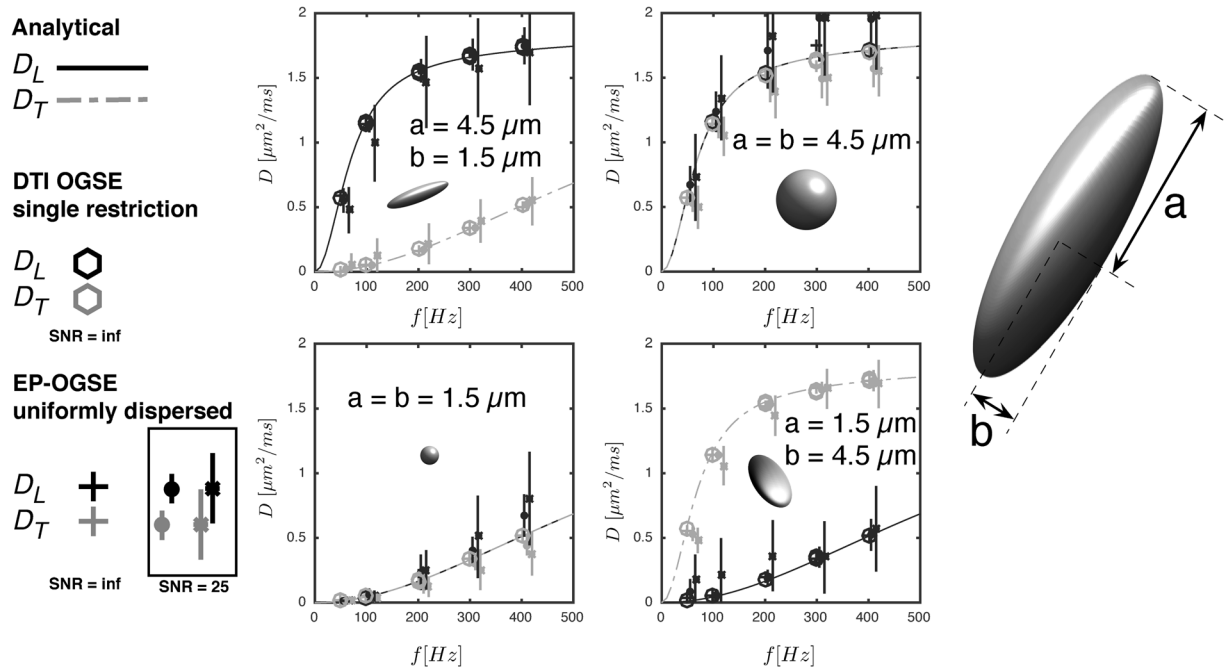 Analytical
D_L
D_T
DTI OGSE
single restriction
D_L
D_T
SNR = inf
EP-OGSE
uniformly dispersed
D_L
D_T
SNR = inf
SNR = 25
2
1.5
1
0.5
0
D [μm²/ms]
a = 4.5 μm
b = 1.5 μm
0 100 200 300 400 500
f[Hz]
2
1.5
1
0.5
0
D [μm²/ms]
a = b = 4.5 μm
0 100 200 300 400 500
f[Hz]
2
1.5
1
0.5
0
D [μm²/ms]
a = b = 1.5 μm
0 100 200 300 400 500
f[Hz]
2
1.5
1
0.5
0
D [μm²/ms]
a = 1.5 μm
b = 4.5 μm
0 100 200 300 400 500
f[Hz]
a
b